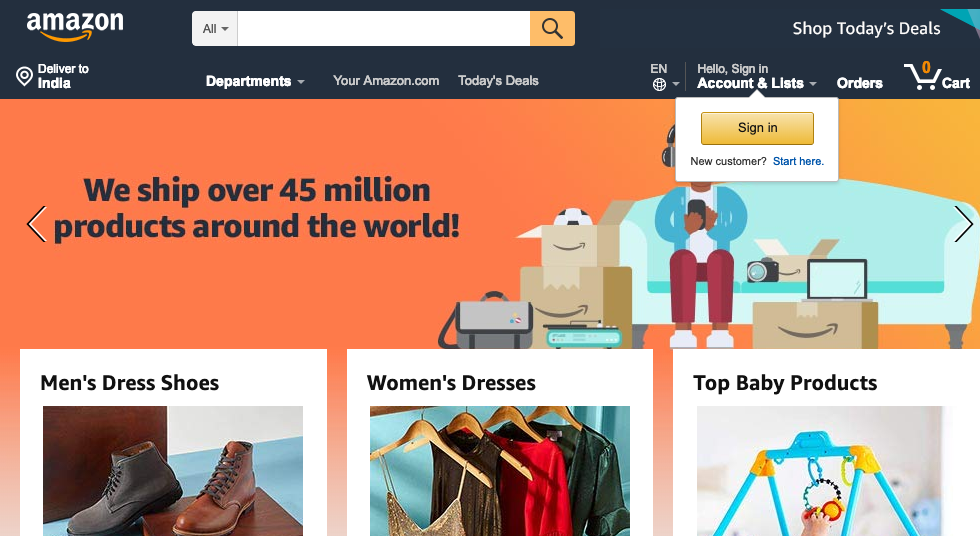 amazon
All
Shop Today's Deals
Deliver to
India
Departments
Your Amazon.com
Today's Deals
EN
Hello, Sign in
Account & Lists
Orders
0
Cart
Sign in
New customer? Start here.
We ship over 45 million
products around the world!
Men's Dress Shoes
Women's Dresses
Top Baby Products